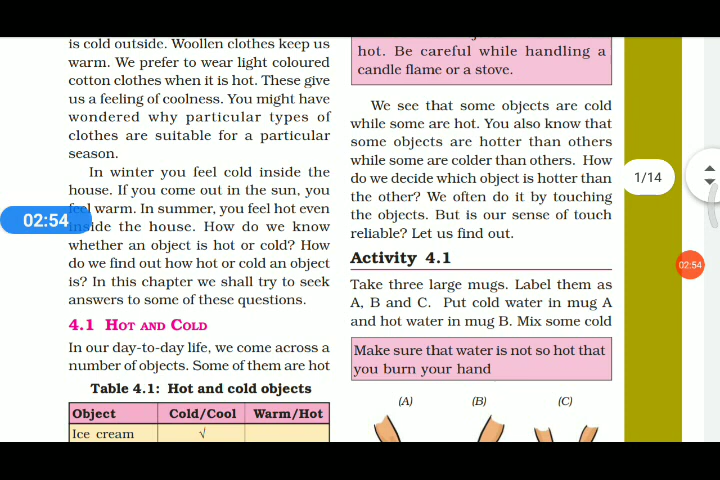 is cold outside. Woollen clothes keep us
warm. We prefer to wear light coloured
cotton clothes when it is hot. These give
us a feeling of coolness. You might have
wondered why particular types of
clothes are suitable for a particular
season.
In winter you feel cold inside the
house. If you come out in the sun, you
feel warm. In summer, you feel hot even
inside the house. How do we know
whether an object is hot or cold? How
do we find out how hot or cold an object
is? In this chapter we shall try to seek
answers to some of these questions.
4.1 HOT AND COLD
In our day-to-day life, we come across a
number of objects. Some of them are hot
Table 4.1: Hot and cold objects
Object Cold/Cool Warm/Hot
Ice cream √
hot. Be careful while handling a
candle flame or a stove.
We see that some objects are cold
while some are hot. You also know that
some objects are hotter than others
while some are colder than others. How
do we decide which object is hotter than
the other? We often do it by touching
the objects. But is our sense of touch
reliable? Let us find out.
Activity 4.1
Take three large mugs. Label them as
A, B and C. Put cold water in mug A
and hot water in mug B. Mix some cold
Make sure that water is not so hot that
you burn your hand
(A) (B) (C)
1/14
02:54
02:54